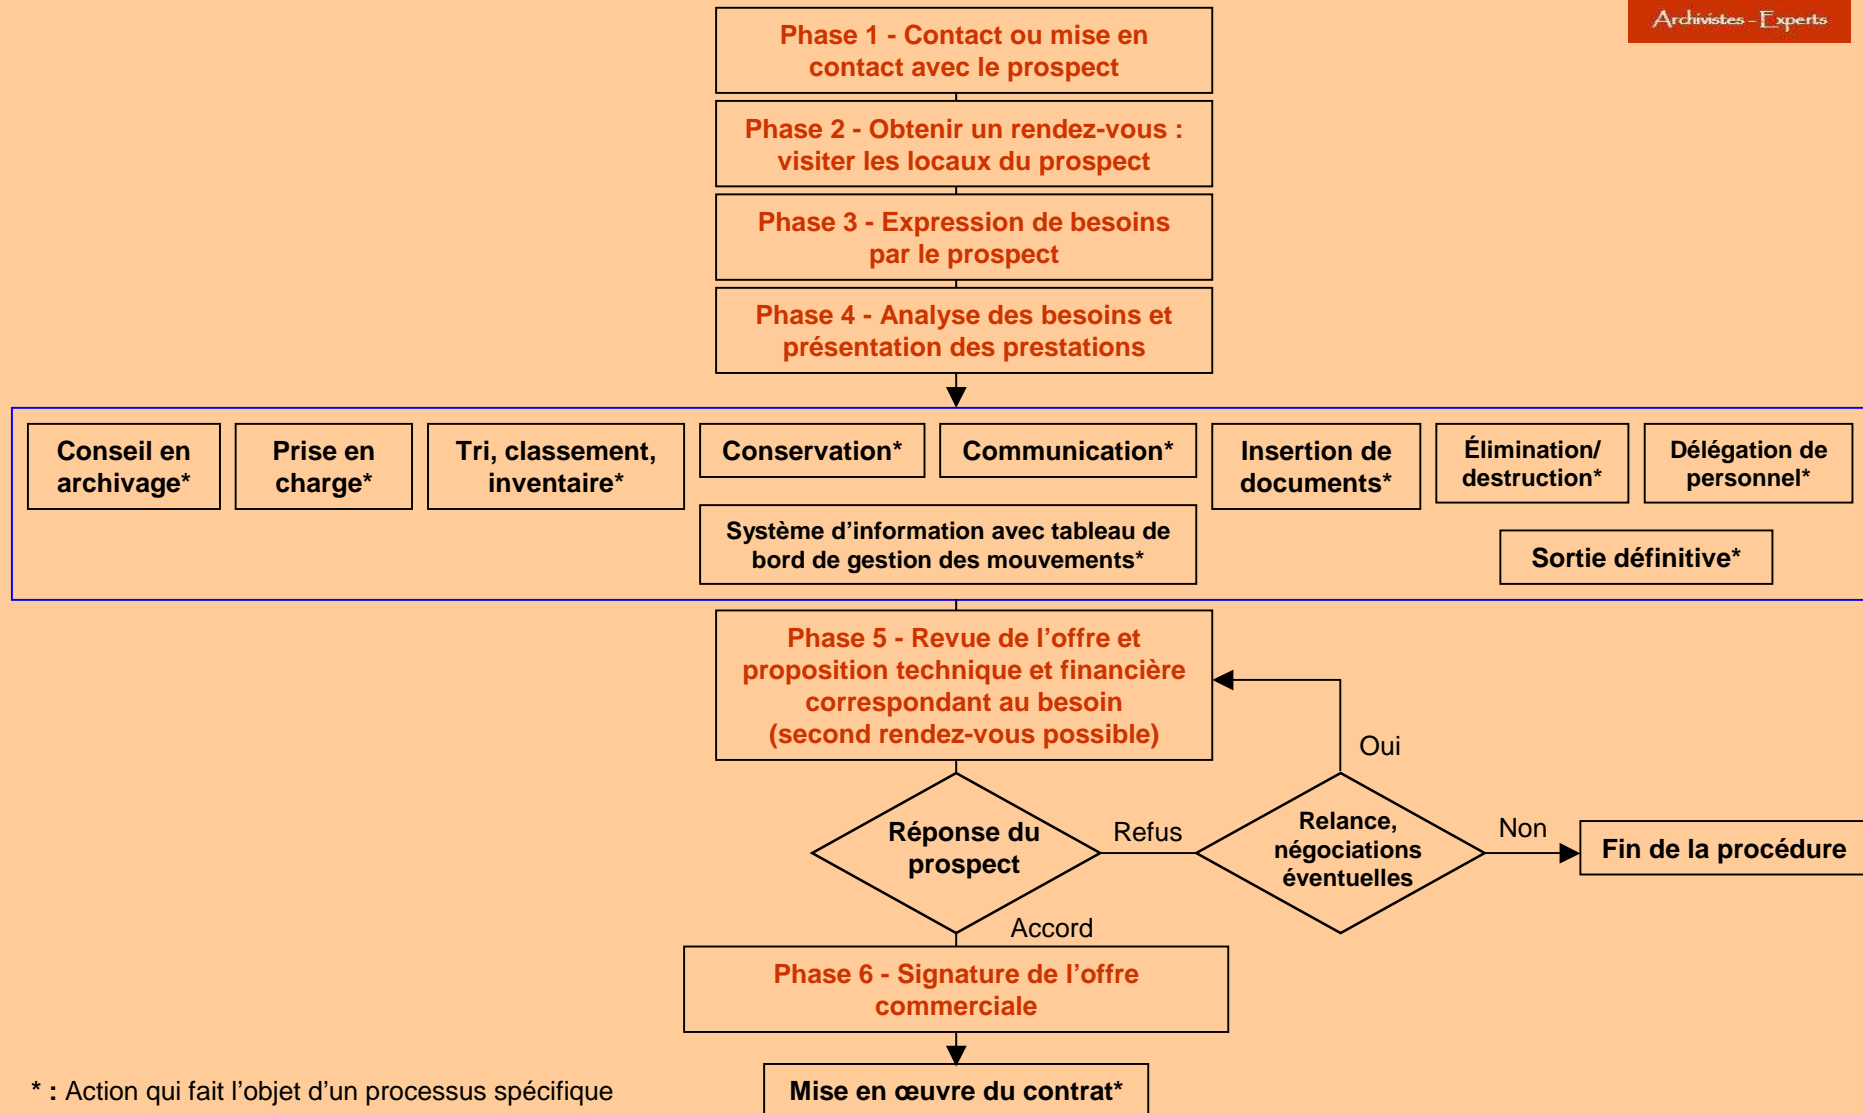 Archivistes - Experts
Phase 1 - Contact ou mise en
contact avec le prospect
Phase 2 - Obtenir un rendez-vous :
visiter les locaux du prospect
Phase 3 - Expression de besoins
par le prospect
Phase 4 - Analyse des besoins et
présentation des prestations
Conseil en
archivage*
Prise en
charge*
Tri, classement,
inventaire*
Conservation*
Communication*
Insertion de
documents*
Élimination/
destruction*
Délégation de
personnel*
Système d’information avec tableau de
bord de gestion des mouvements*
Sortie définitive*
Phase 5 - Revue de l’offre et
proposition technique et financière
correspondant au besoin
(second rendez-vous possible)
Oui
Réponse du
prospect
Refus
Relance,
négociations
éventuelles
Non
Fin de la procédure
Accord
Phase 6 - Signature de l’offre
commerciale
* : Action qui fait l’objet d’un processus spécifique
Mise en œuvre du contrat*